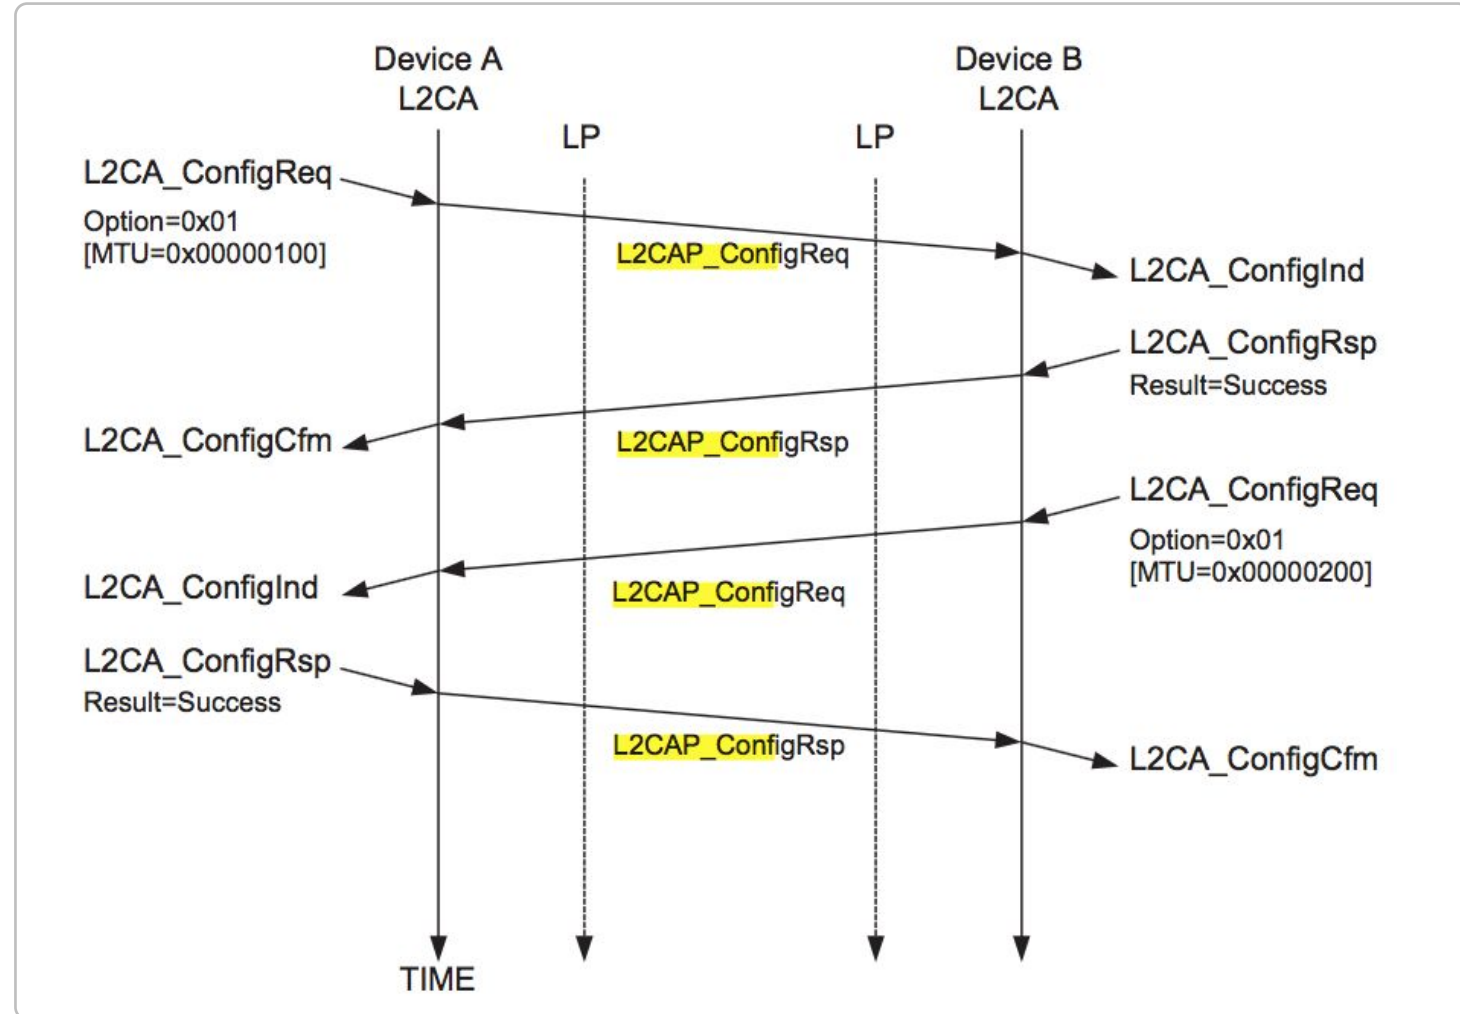 Device A
L2CA
Device B
L2CA
LP
LP
L2CA_ConfigReq
Option=0x01
[MTU=0x00000100]
L2CAP_ConfigReq
L2CA_ConfigInd
L2CA_ConfigRsp
Result=Success
L2CA_ConfigCfm
L2CAP_ConfigRsp
L2CA_ConfigReq
Option=0x01
[MTU=0x00000200]
L2CA_ConfigInd
L2CAP_ConfigReq
L2CA_ConfigRsp
Result=Success
L2CAP_ConfigRsp
L2CA_ConfigCfm
TIME